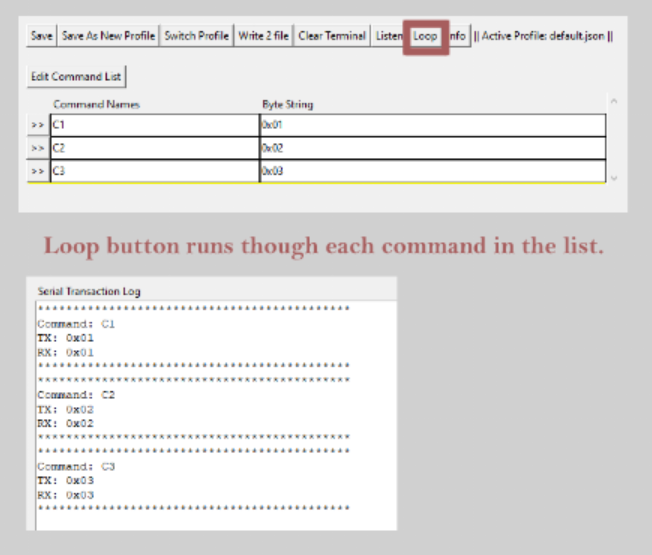 Save Save As New Profile Switch Profile Write 2 file Clear Terminal Listen Loop nfo || Active Profile: default.json ||
Edit Command List
Command Names Byte String
>> C1 0x01
>> C2 0x02
>> C3 0x03
Loop button runs though each command in the list.
Serial Transaction Log
********************************************
Command: C1
TX: 0x01
RX: 0x01
********************************************
********************************************
Command: C2
TX: 0x02
RX: 0x02
********************************************
********************************************
Command: C3
TX: 0x03
RX: 0x03
********************************************